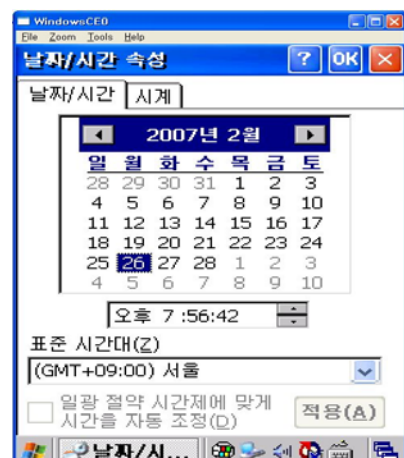 WindowsCE0
File Zoom Tools Help
날짜/시간 속성 ? OK
날짜/시간 시계
2007년 2월
일 월 화 수 목 금 토
28 29 30 31 1 2 3
4 5 6 7 8 9 10
11 12 13 14 15 16 17
18 19 20 21 22 23 24
25 26 27 28 1 2 3
4 5 6 7 8 9 10
오후 7 :56:42
표준 시간대(Z)
(GMT+09:00) 서울
일광 절약 시간제에 맞게
시간을 자동 조정(D)
적용(A)
날짜/시...